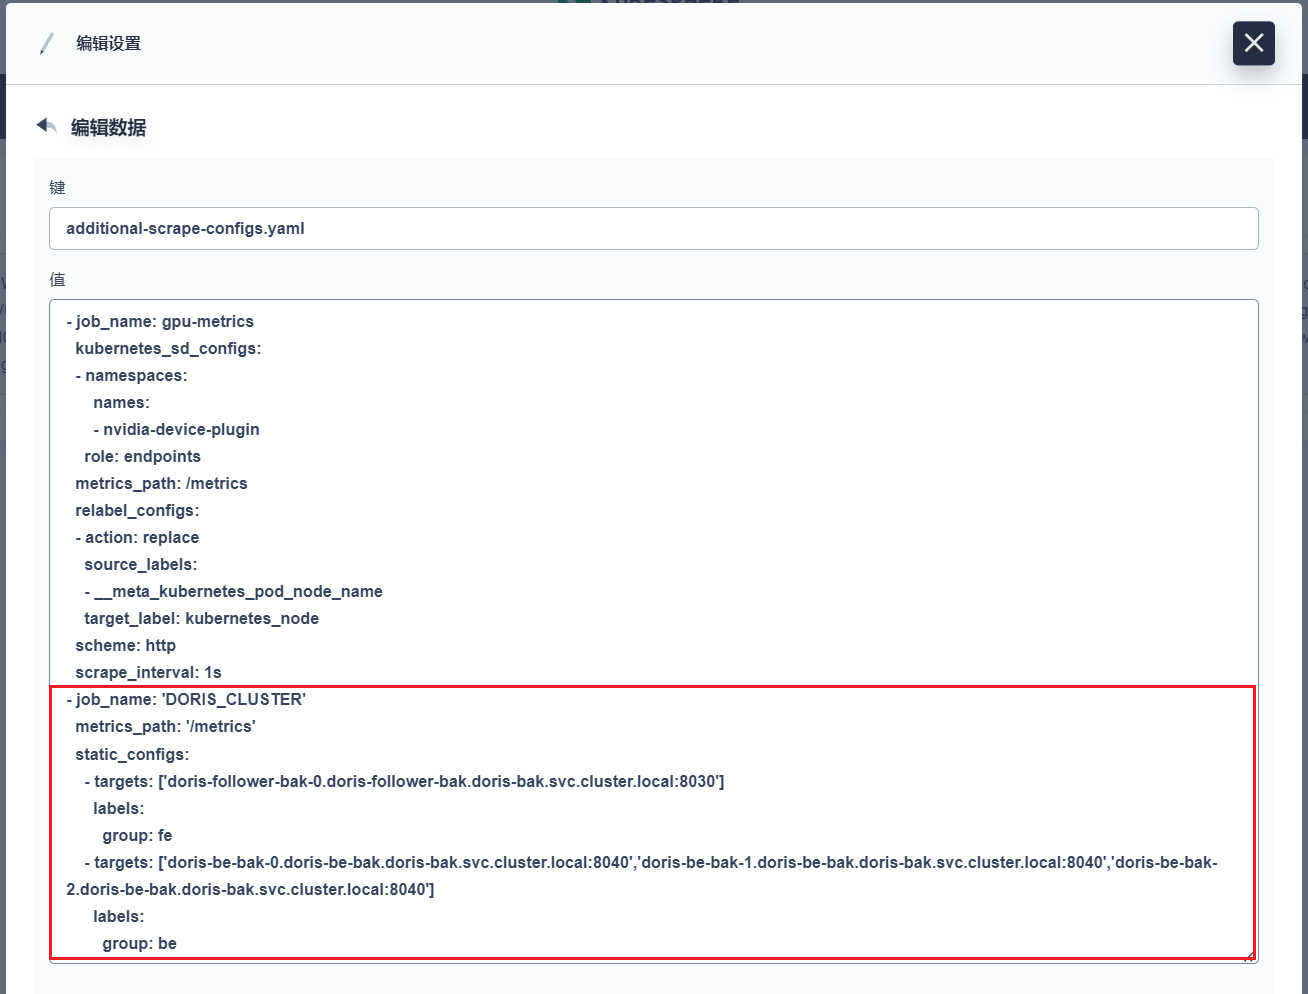 编辑设置
编辑数据
键
additional-scrape-configs.yaml
值
- job_name: gpu-metrics
  kubernetes_sd_configs:
  - namespaces:
      names:
      - nvidia-device-plugin
    role: endpoints
  metrics_path: /metrics
  relabel_configs:
  - action: replace
    source_labels:
    - __meta_kubernetes_pod_node_name
    target_label: kubernetes_node
  scheme: http
  scrape_interval: 1s
- job_name: 'DORIS_CLUSTER'
  metrics_path: '/metrics'
  static_configs:
    - targets: ['doris-follower-bak-0.doris-follower-bak.doris-bak.svc.cluster.local:8030']
      labels:
        group: fe
    - targets: ['doris-be-bak-0.doris-be-bak.doris-bak.svc.cluster.local:8040','doris-be-bak-1.doris-be-bak.doris-bak.svc.cluster.local:8040','doris-be-bak-
2.doris-be-bak.doris-bak.svc.cluster.local:8040']
      labels:
        group: be